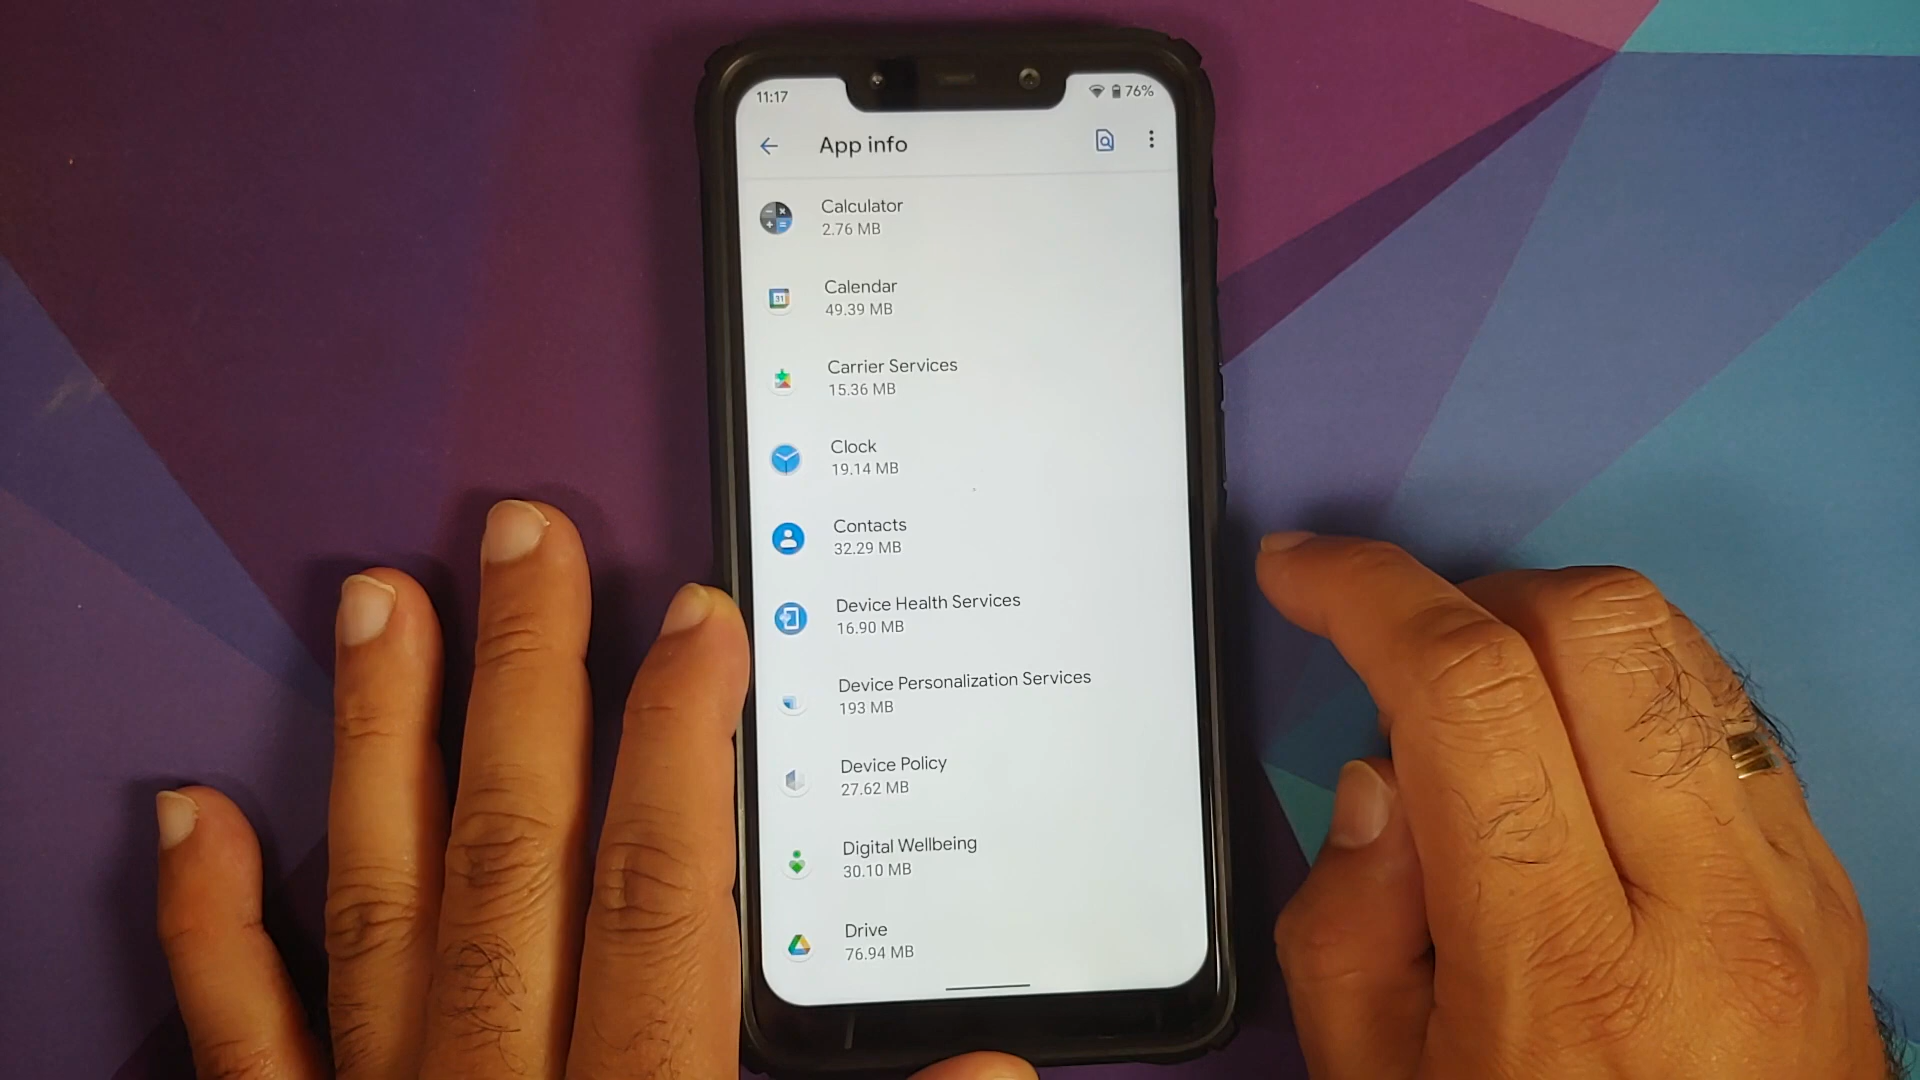 11:17
76%
App info
Calculator
2.76 MB
Calendar
31
49.39 MB
Carrier Services
15.36 MB
Clock
19.14 MB
Contacts
32.29 MB
Device Health Services
16.90 MB
Device Personalization Services
193 MB
Device Policy
27.62 MB
Digital Wellbeing
30.10 MB
Drive
76.94 MB